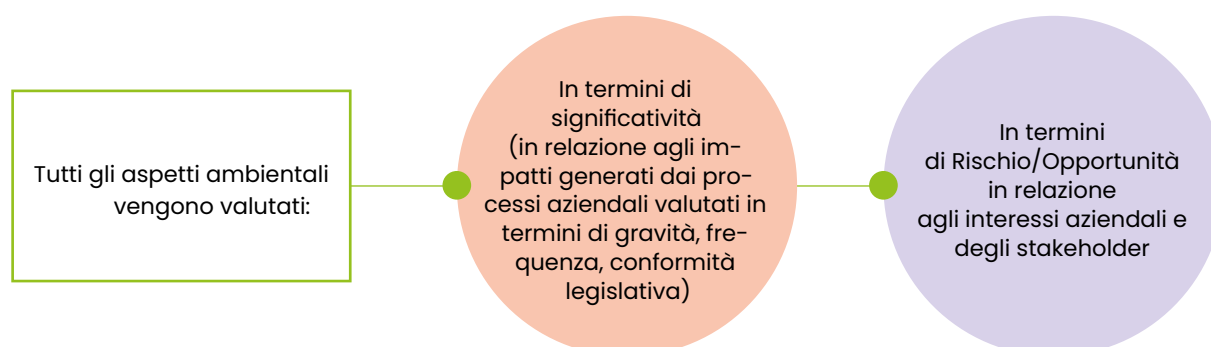 Tutti gli aspetti ambientali
vengono valutati:
In termini di
significatività
(in relazione agli im-
patti generati dai pro-
cessi aziendali valutati in
termini di gravità, fre-
quenza, conformità
legislativa)
In termini
di Rischio/Opportunità
in relazione
agli interessi aziendali e
degli stakeholder